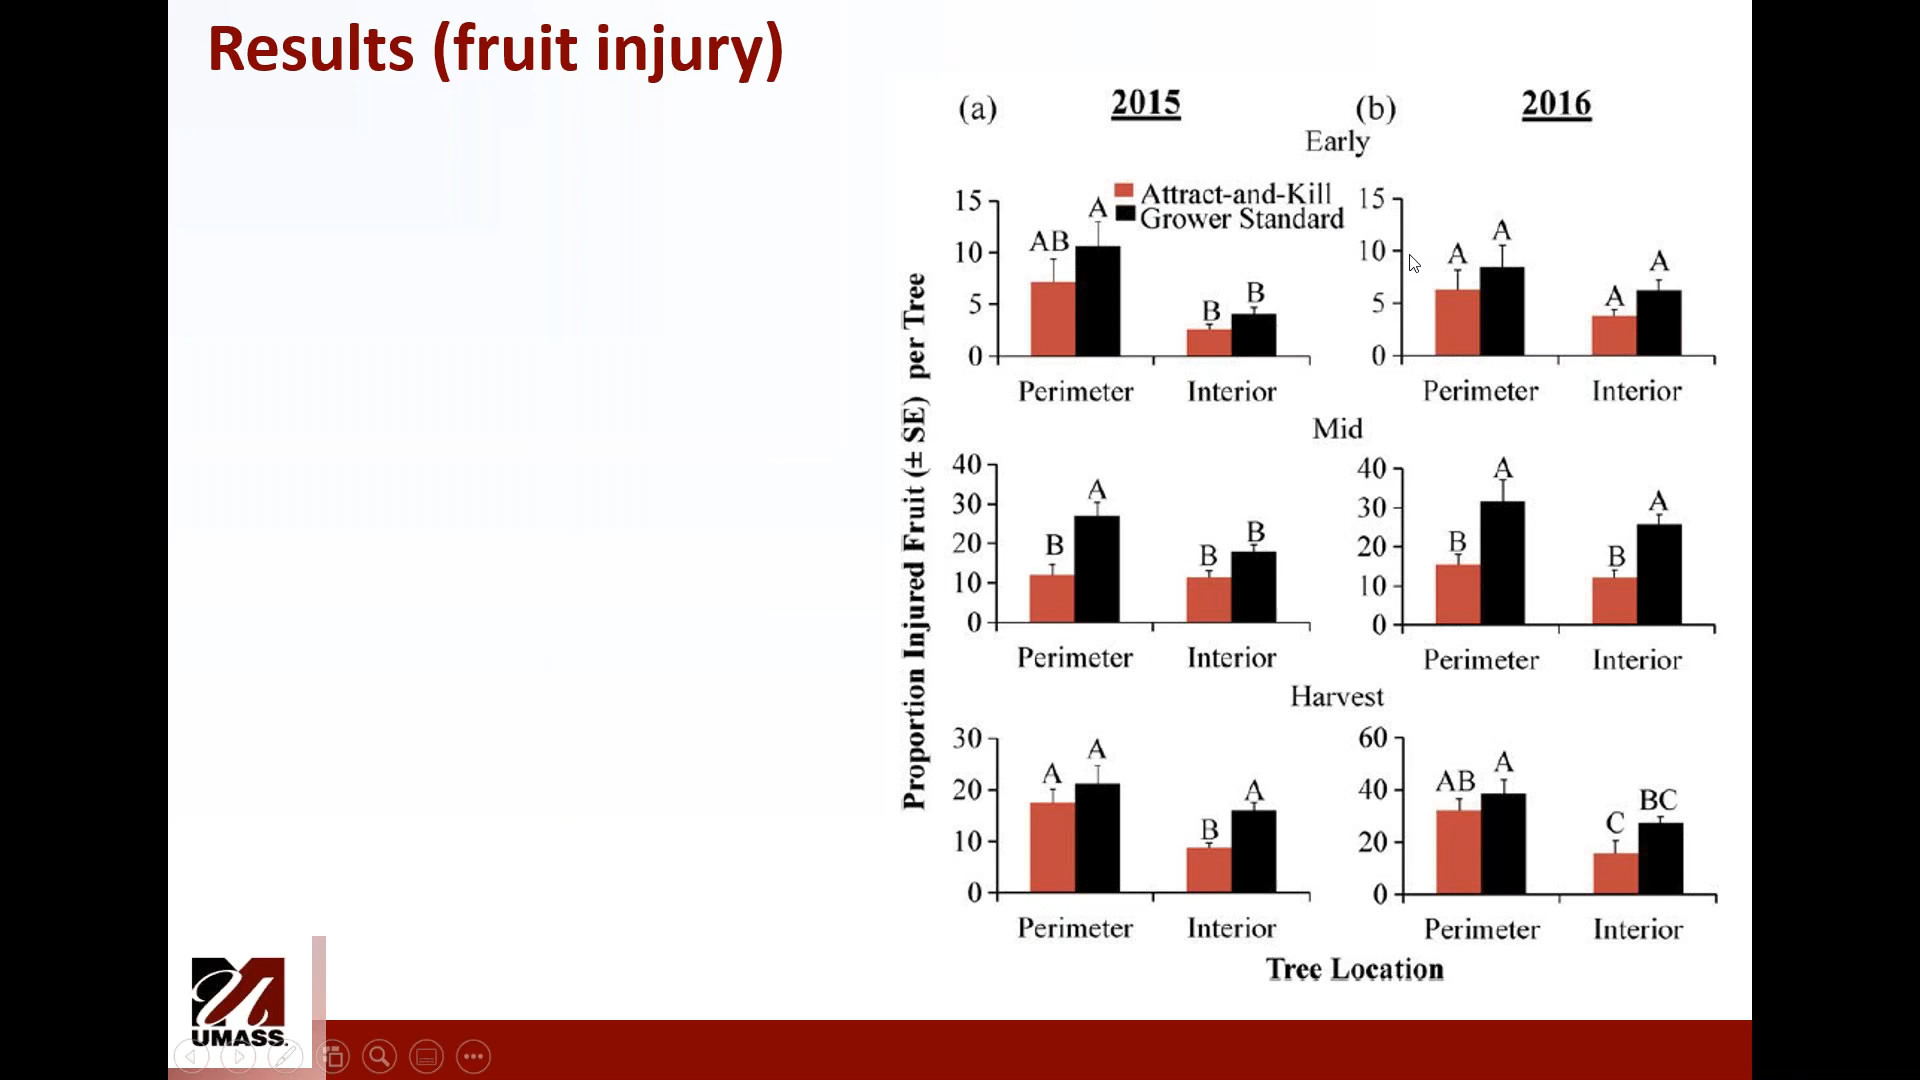 Results (fruit injury)
(a) 2015 (b) 2016
Early
Attract-and-Kill
Grower Standard
15
10
5
0
AB A B B
Perimeter Interior
15
10
5
0
A A A A
Perimeter Interior
Mid
40
30
20
10
0
B A B B
Perimeter Interior
40
30
20
10
0
B A B A
Perimeter Interior
Harvest
30
20
10
0
A A B A
Perimeter Interior
60
40
20
0
AB A C BC
Perimeter Interior
Proportion Injured Fruit (± SE) per Tree
Tree Location
UMASS.